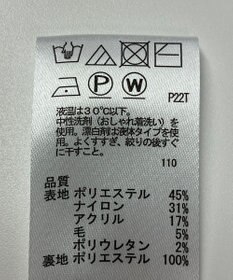 P22T
P W
液温は30℃以下。
中性洗剤(おしゃれ着洗い)を
使用。漂白剤は液体タイプを使
用。よくすすぎ、絞りの後すぐ
に干すこと。
110
品質
表地 ポリエステル 45%
ナイロン 31%
アクリル 17%
毛 5%
ポリウレタン 2%
裏地 ポリエステル 100%